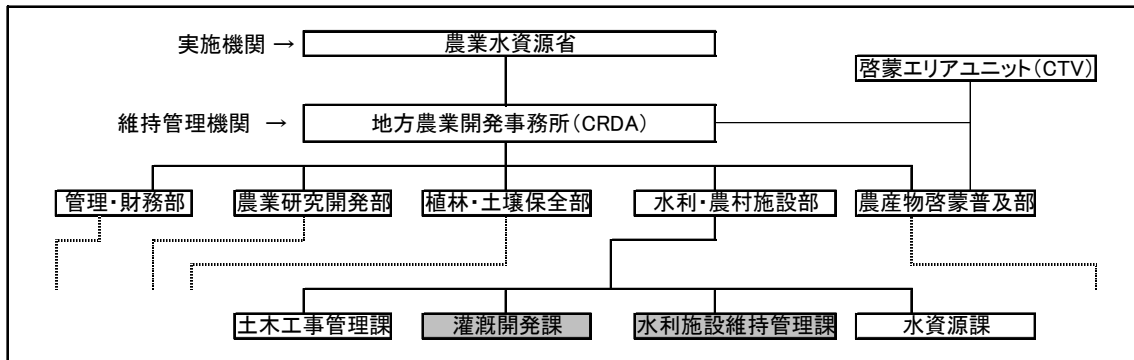 実施機関 → 農業水資源省
啓蒙エリアユニット(CTV)
維持管理機関 → 地方農業開発事務所(CRDA)
管理・財務部 農業研究開発部 植林・土壌保全部 水利・農村施設部 農産物啓蒙普及部
土木工事管理課 灌漑開発課 水利施設維持管理課 水資源課